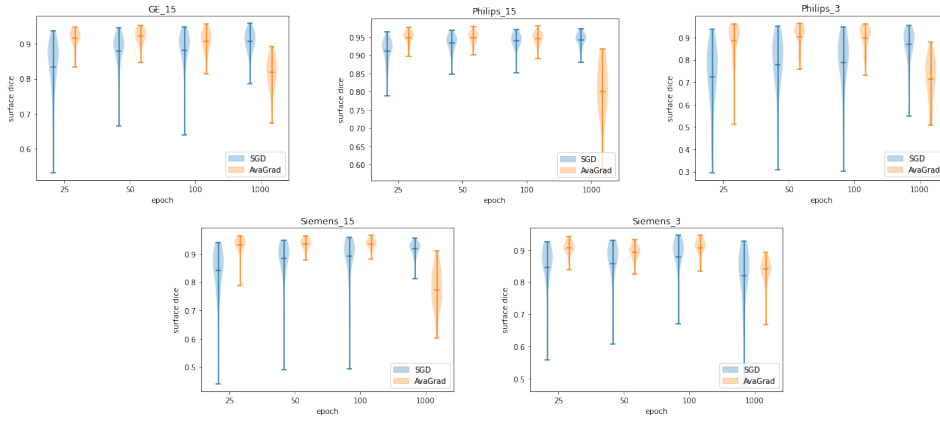 GE_15
surface dice
0.9
0.8
0.7
0.6
25 50 100 1000
epoch
SGD
AvaGrad
Philips_15
surface dice
0.95
0.90
0.85
0.80
0.75
0.70
0.65
0.60
25 50 100 1000
epoch
SGD
AvaGrad
Philips_3
surface dice
0.9
0.8
0.7
0.6
0.5
0.4
0.3
25 50 100 1000
epoch
SGD
AvaGrad
Siemens_15
surface dice
0.9
0.8
0.7
0.6
0.5
25 50 100 1000
epoch
SGD
AvaGrad
Siemens_3
surface dice
0.9
0.8
0.7
0.6
0.5
25 50 100 1000
epoch
SGD
AvaGrad